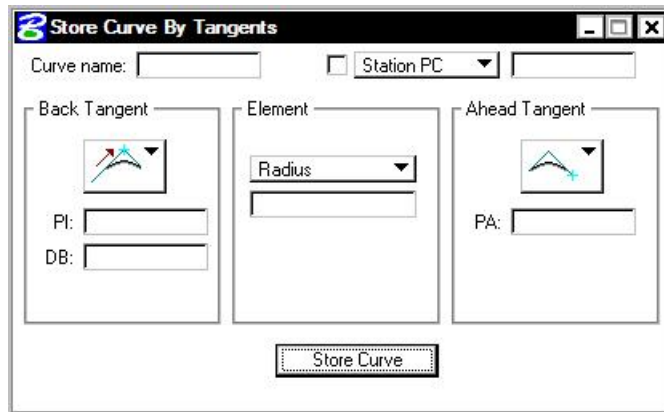 Store Curve By Tangents
Curve name:
Station PC
Back Tangent
Element
Ahead Tangent
Radius
PI:
PA:
DB:
Store Curve